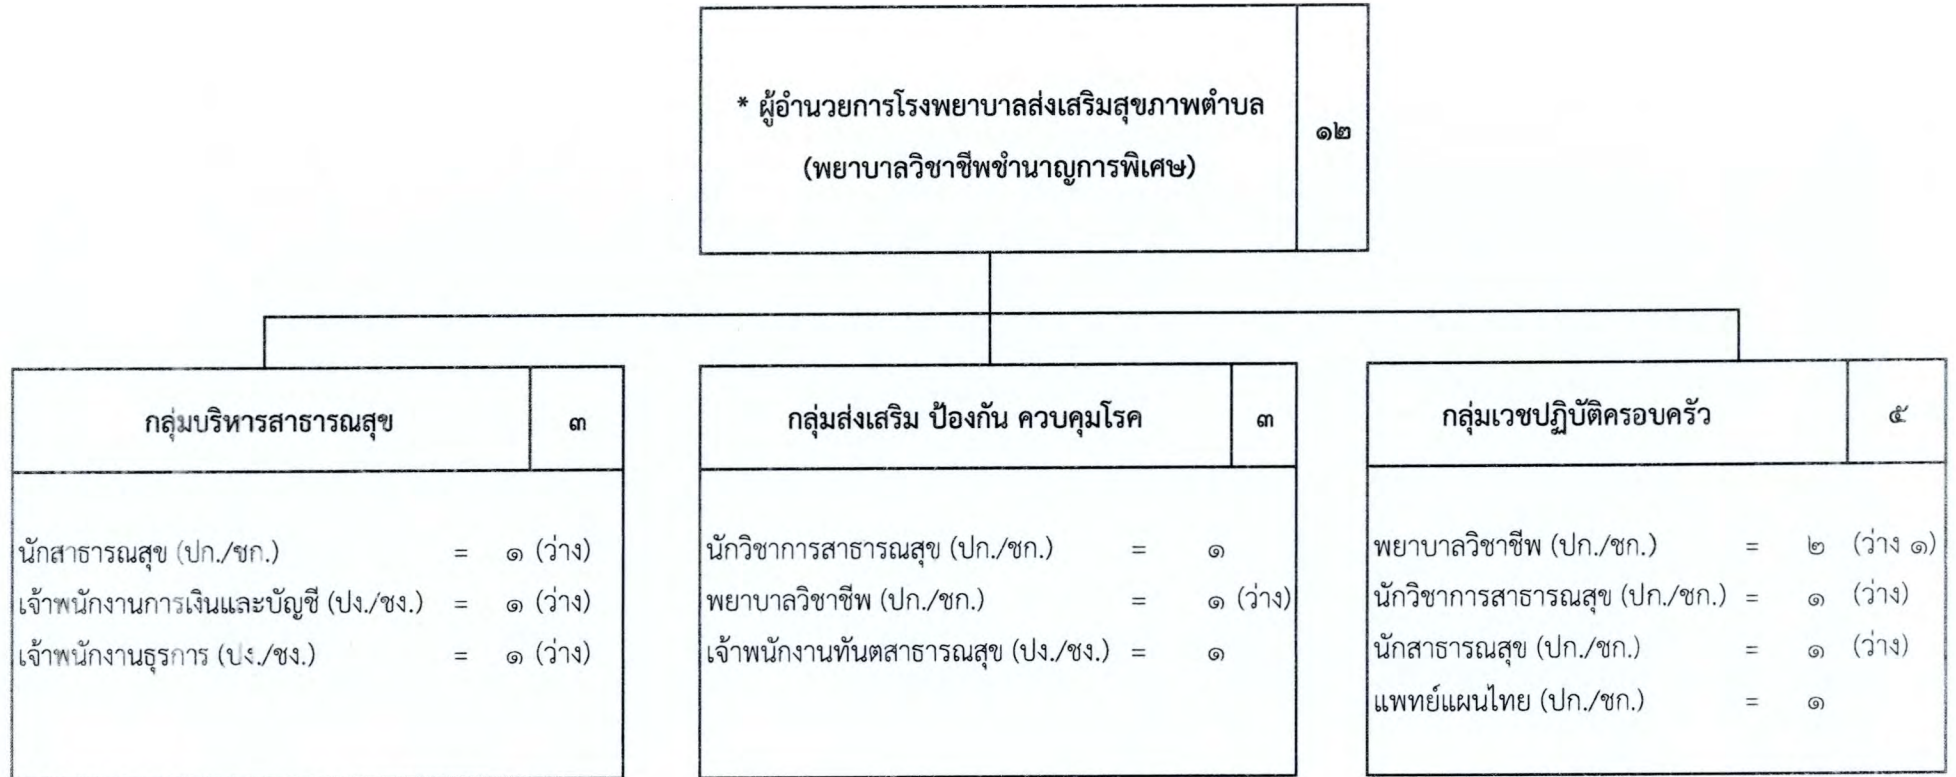 * ผู้อำนวยการโรงพยาบาลส่งเสริมสุขภาพตำบล
(พยาบาลวิชาชีพชำนาญการพิเศษ)
๑๒
กลุ่มบริหารสาธารณสุข ๓
นักสาธารณสุข (ปก./ชก.) = ๑ (ว่าง)
เจ้าพนักงานการเงินและบัญชี (ปง./ชง.) = ๑ (ว่าง)
เจ้าพนักงานธุรการ (ปง./ชง.) = ๑ (ว่าง)
กลุ่มส่งเสริม ป้องกัน ควบคุมโรค ๓
นักวิชาการสาธารณสุข (ปก./ชก.) = ๑
พยาบาลวิชาชีพ (ปก./ชก.) = ๑ (ว่าง)
เจ้าพนักงานทันตสาธารณสุข (ปง./ชง.) = ๑
กลุ่มเวชปฏิบัติครอบครัว ๕
พยาบาลวิชาชีพ (ปก./ชก.) = ๒ (ว่าง ๑)
นักวิชาการสาธารณสุข (ปก./ชก.) = ๑ (ว่าง)
นักสาธารณสุข (ปก./ชก.) = ๑ (ว่าง)
แพทย์แผนไทย (ปก./ชก.) = ๑